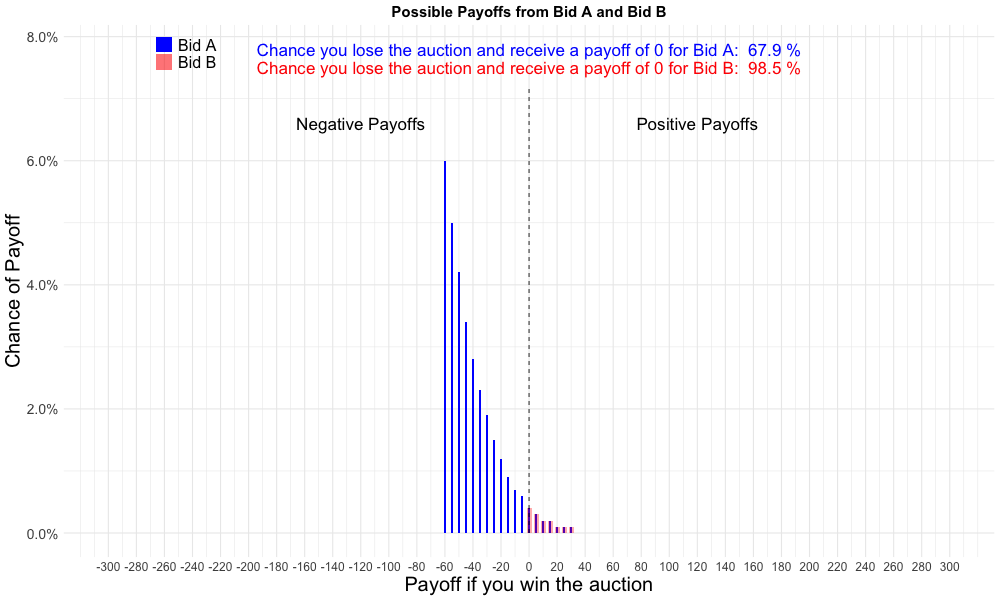 Possible Payoffs from Bid A and Bid B
8.0%
Bid A
Bid B
Chance you lose the auction and receive a payoff of 0 for Bid A:  67.9 %
Chance you lose the auction and receive a payoff of 0 for Bid B:  98.5 %
Negative Payoffs
Positive Payoffs
6.0%
4.0%
2.0%
0.0%
Chance of Payoff
-300 -280 -260 -240 -220 -200 -180 -160 -140 -120 -100 -80 -60 -40 -20 0 20 40 60 80 100 120 140 160 180 200 220 240 260 280 300
Payoff if you win the auction